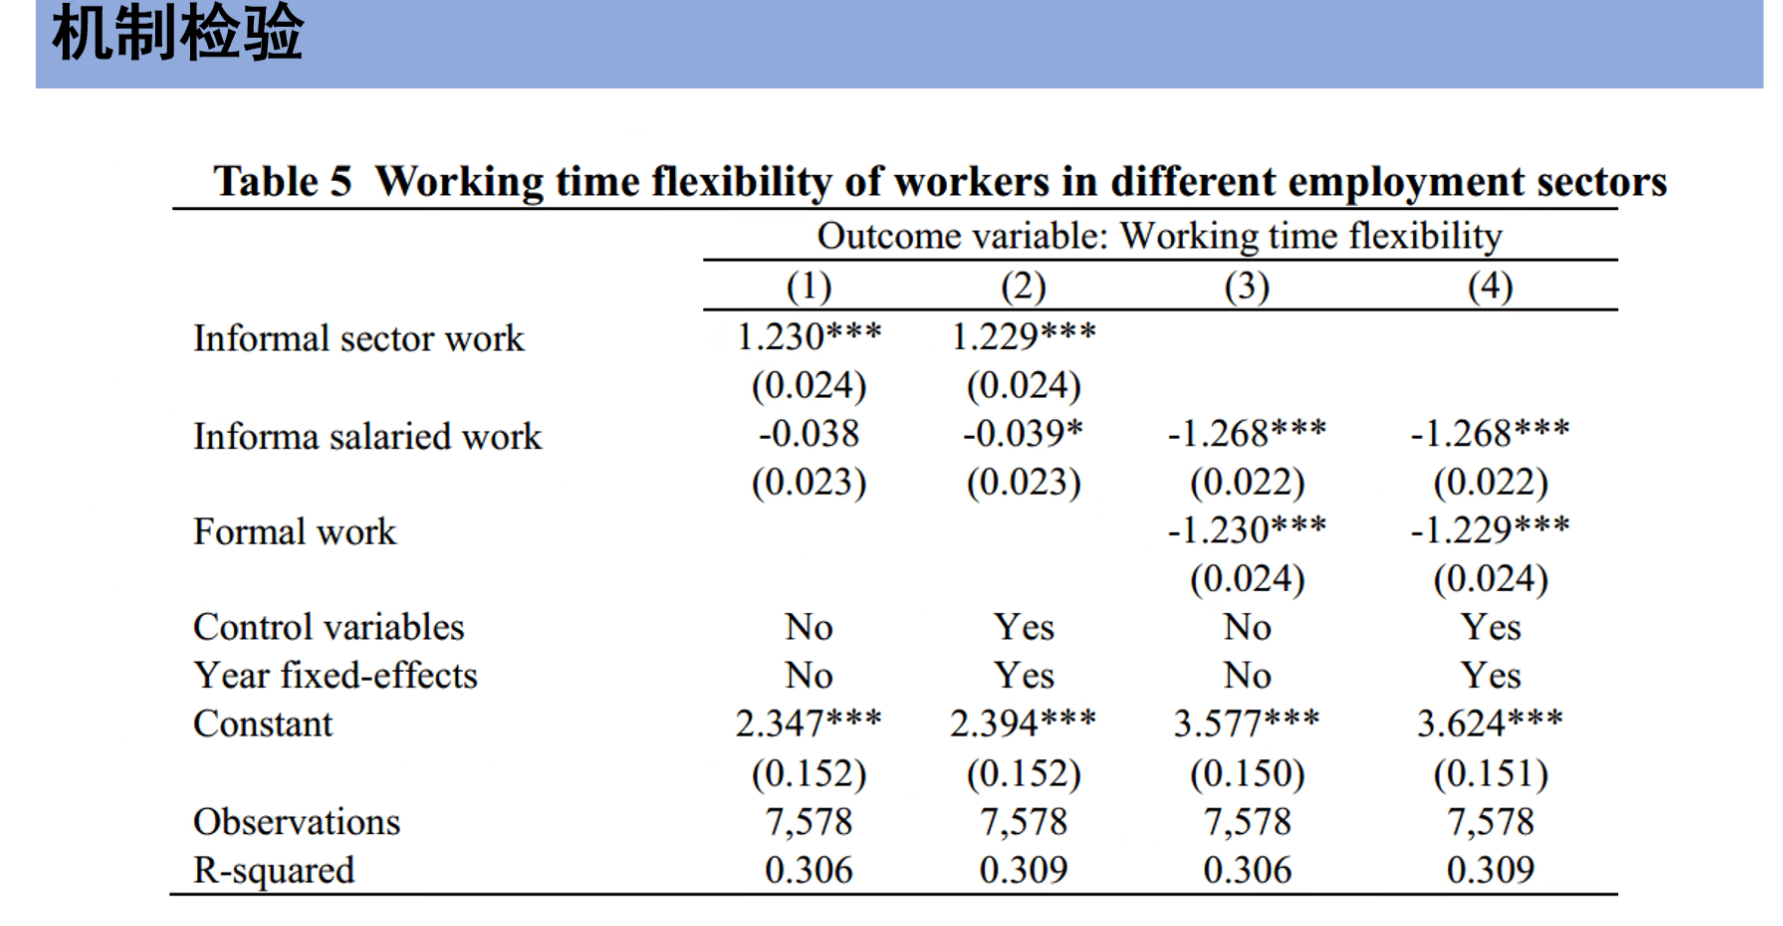 机制检验
Table 5 Working time flexibility of workers in different employment sectors
Outcome variable: Working time flexibility
(1) (2) (3) (4)
Informal sector work 1.230*** 1.229***
(0.024) (0.024)
Informa salaried work -0.038 -0.039* -1.268*** -1.268***
(0.023) (0.023) (0.022) (0.022)
Formal work -1.230*** -1.229***
(0.024) (0.024)
Control variables No Yes No Yes
Year fixed-effects No Yes No Yes
Constant 2.347*** 2.394*** 3.577*** 3.624***
(0.152) (0.152) (0.150) (0.151)
Observations 7,578 7,578 7,578 7,578
R-squared 0.306 0.309 0.306 0.309